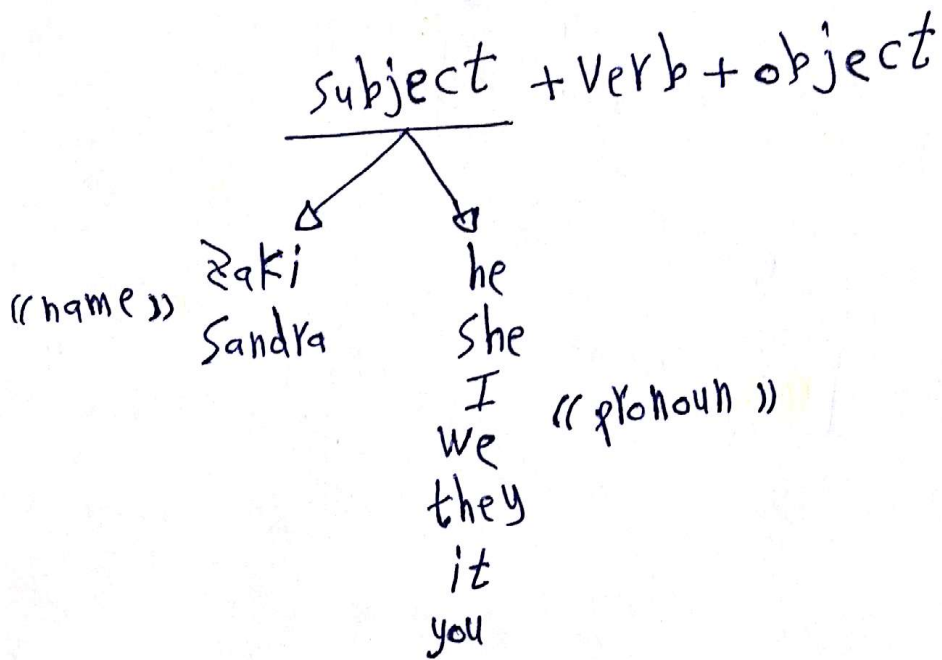 subject + Verb + object
Zaki he
((name))
Sandra she
I
((pronoun))
We
they
it
you